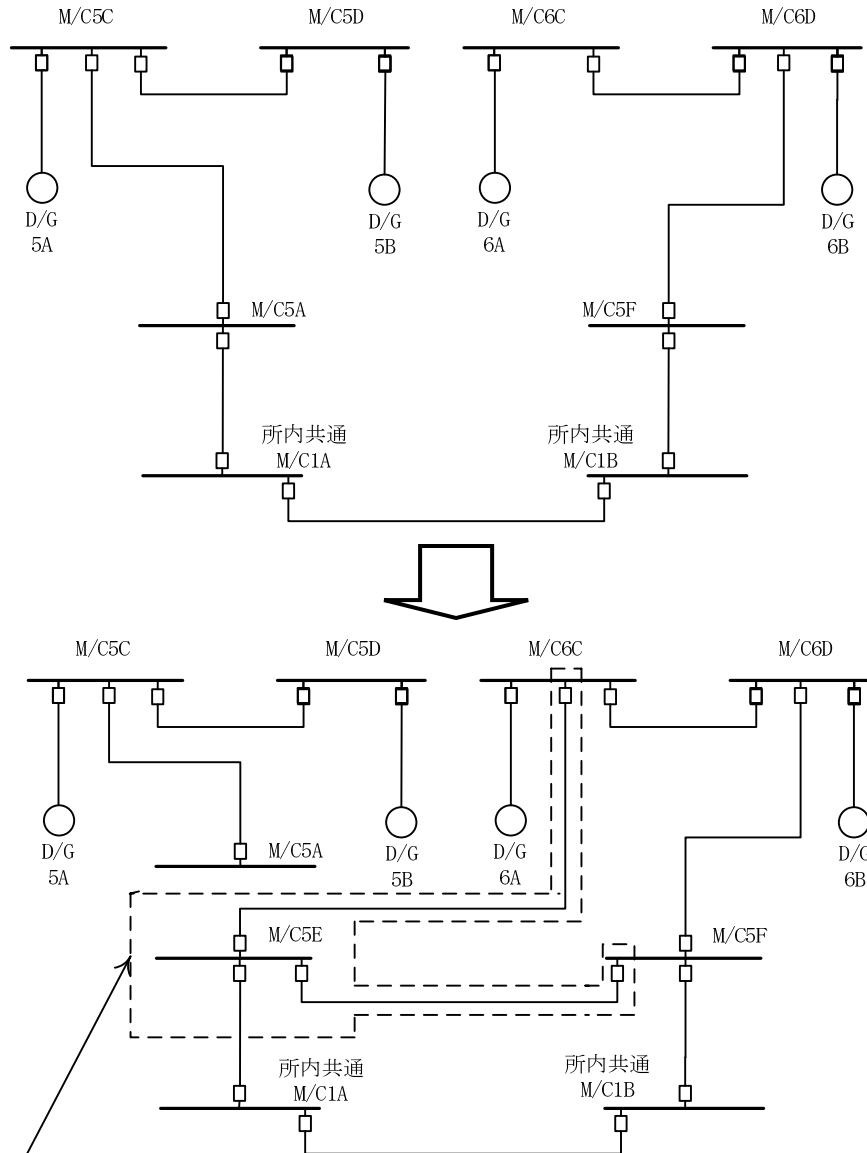 M/C5C
M/C5D
M/C6C
M/C6D
D/G
5A
D/G
5B
D/G
6A
D/G
6B
M/C5A
M/C5F
所内共通
M/C1A
所内共通
M/C1B
M/C5C
M/C5D
M/C6C
M/C6D
D/G
5A
D/G
5B
D/G
6A
D/G
6B
M/C5A
M/C5E
M/C5F
所内共通
M/C1A
所内共通
M/C1B